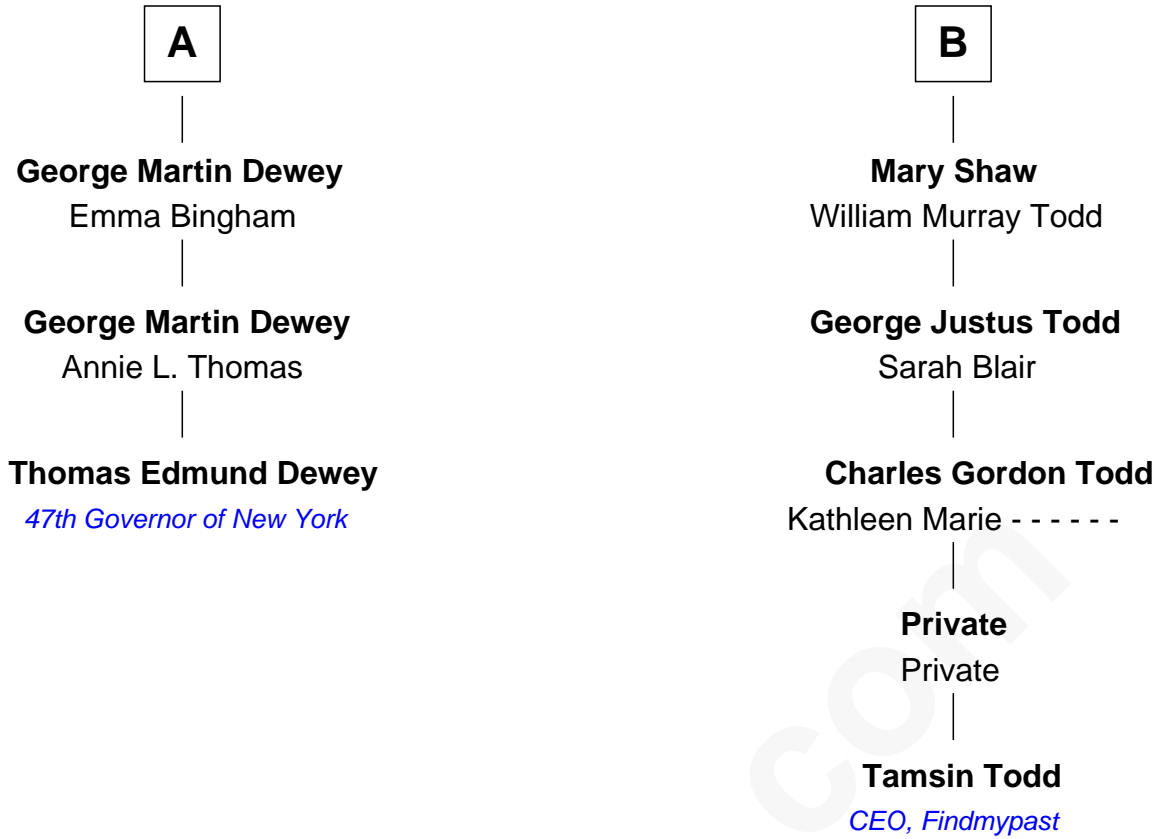 A
George Martin Dewey
Emma Bingham
George Martin Dewey
Annie L. Thomas
Thomas Edmund Dewey
47th Governor of New York
B
Mary Shaw
William Murray Todd
George Justus Todd
Sarah Blair
Charles Gordon Todd
Kathleen Marie - - - - - -
Private
Private
Tamsin Todd
CEO, Findmypast
com